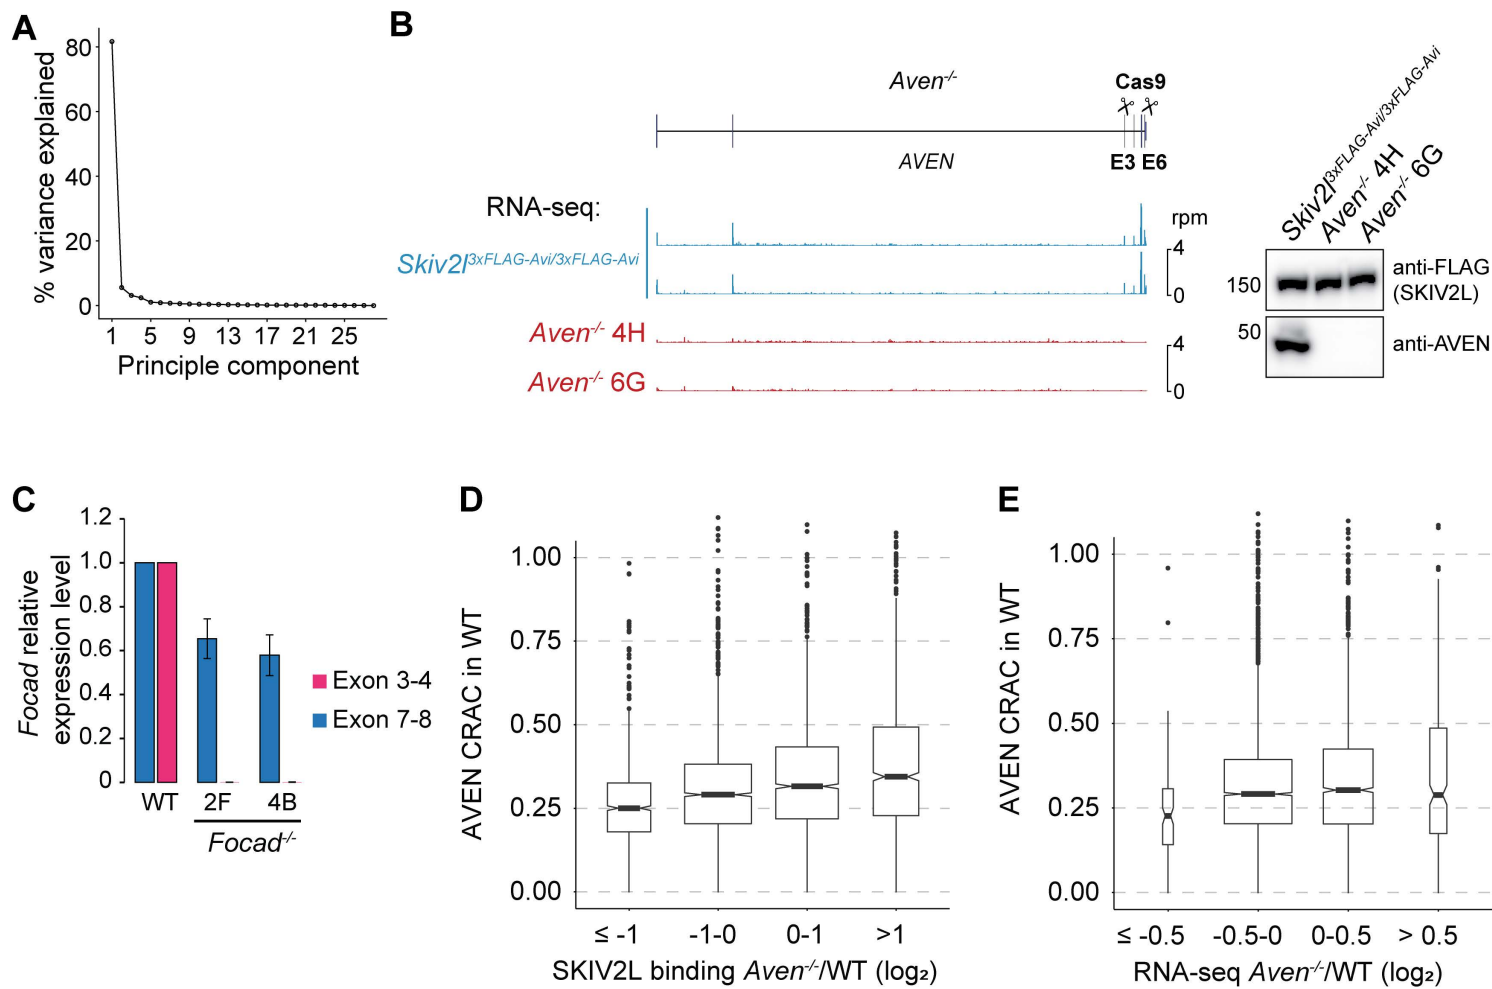 A
% variance explained
80
60
40
20
0
1 5 9 13 17 21 25
Principle component
B
Aven-/-
Cas9
AVEN
E3 E6
RNA-seq:
rpm
Skiv2l3xFLAG-Avi/3xFLAG-Avi
4
0
Aven-/- 4H
4
Aven-/- 6G
0
Skiv2l3xFLAG-Avi/3xFLAG-Avi
Aven-/- 4H
Aven-/- 6G
150
anti-FLAG
(SKIV2L)
50
anti-AVEN
C
Focad relative
expression level
1.2
1.0
0.8
0.6
0.4
0.2
0
WT 2F 4B
Focad-/-
Exon 3-4
Exon 7-8
D
AVEN CRAC in WT
1.00
0.75
0.50
0.25
0.00
≤ -1 -1-0 0-1 >1
SKIV2L binding Aven-/-/WT (log₂)
E
AVEN CRAC in WT
1.00
0.75
0.50
0.25
0.00
≤ -0.5 -0.5-0 0-0.5 > 0.5
RNA-seq Aven-/-/WT (log₂)